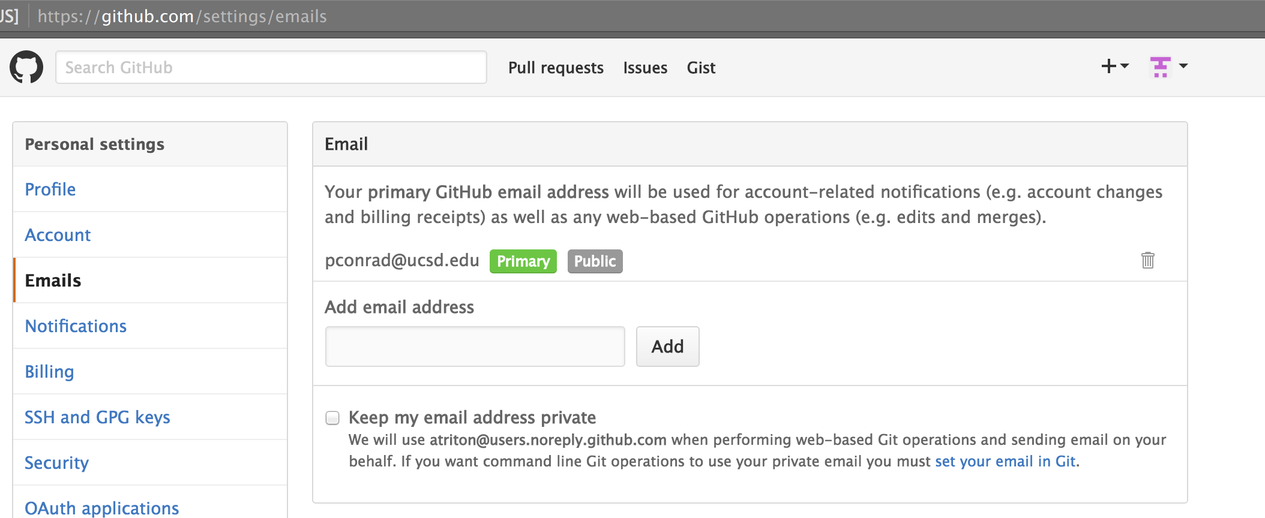 US] https://github.com/settings/emails
Search GitHub
Pull requests Issues Gist
Personal settings
Profile
Account
Emails
Notifications
Billing
SSH and GPG keys
Security
OAuth applications
Email
Your primary GitHub email address will be used for account-related notifications (e.g. account changes
and billing receipts) as well as any web-based GitHub operations (e.g. edits and merges).
pconrad@ucsd.edu Primary Public
Add email address
Add
Keep my email address private
We will use atriton@users.noreply.github.com when performing web-based Git operations and sending email on your
behalf. If you want command line Git operations to use your private email you must set your email in Git.